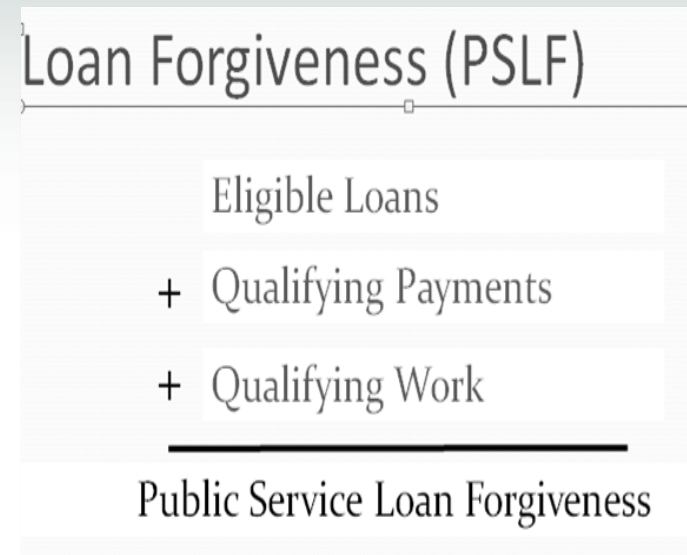 Loan Forgiveness (PSLF)
Eligible Loans
+ Qualifying Payments
+ Qualifying Work
Public Service Loan Forgiveness